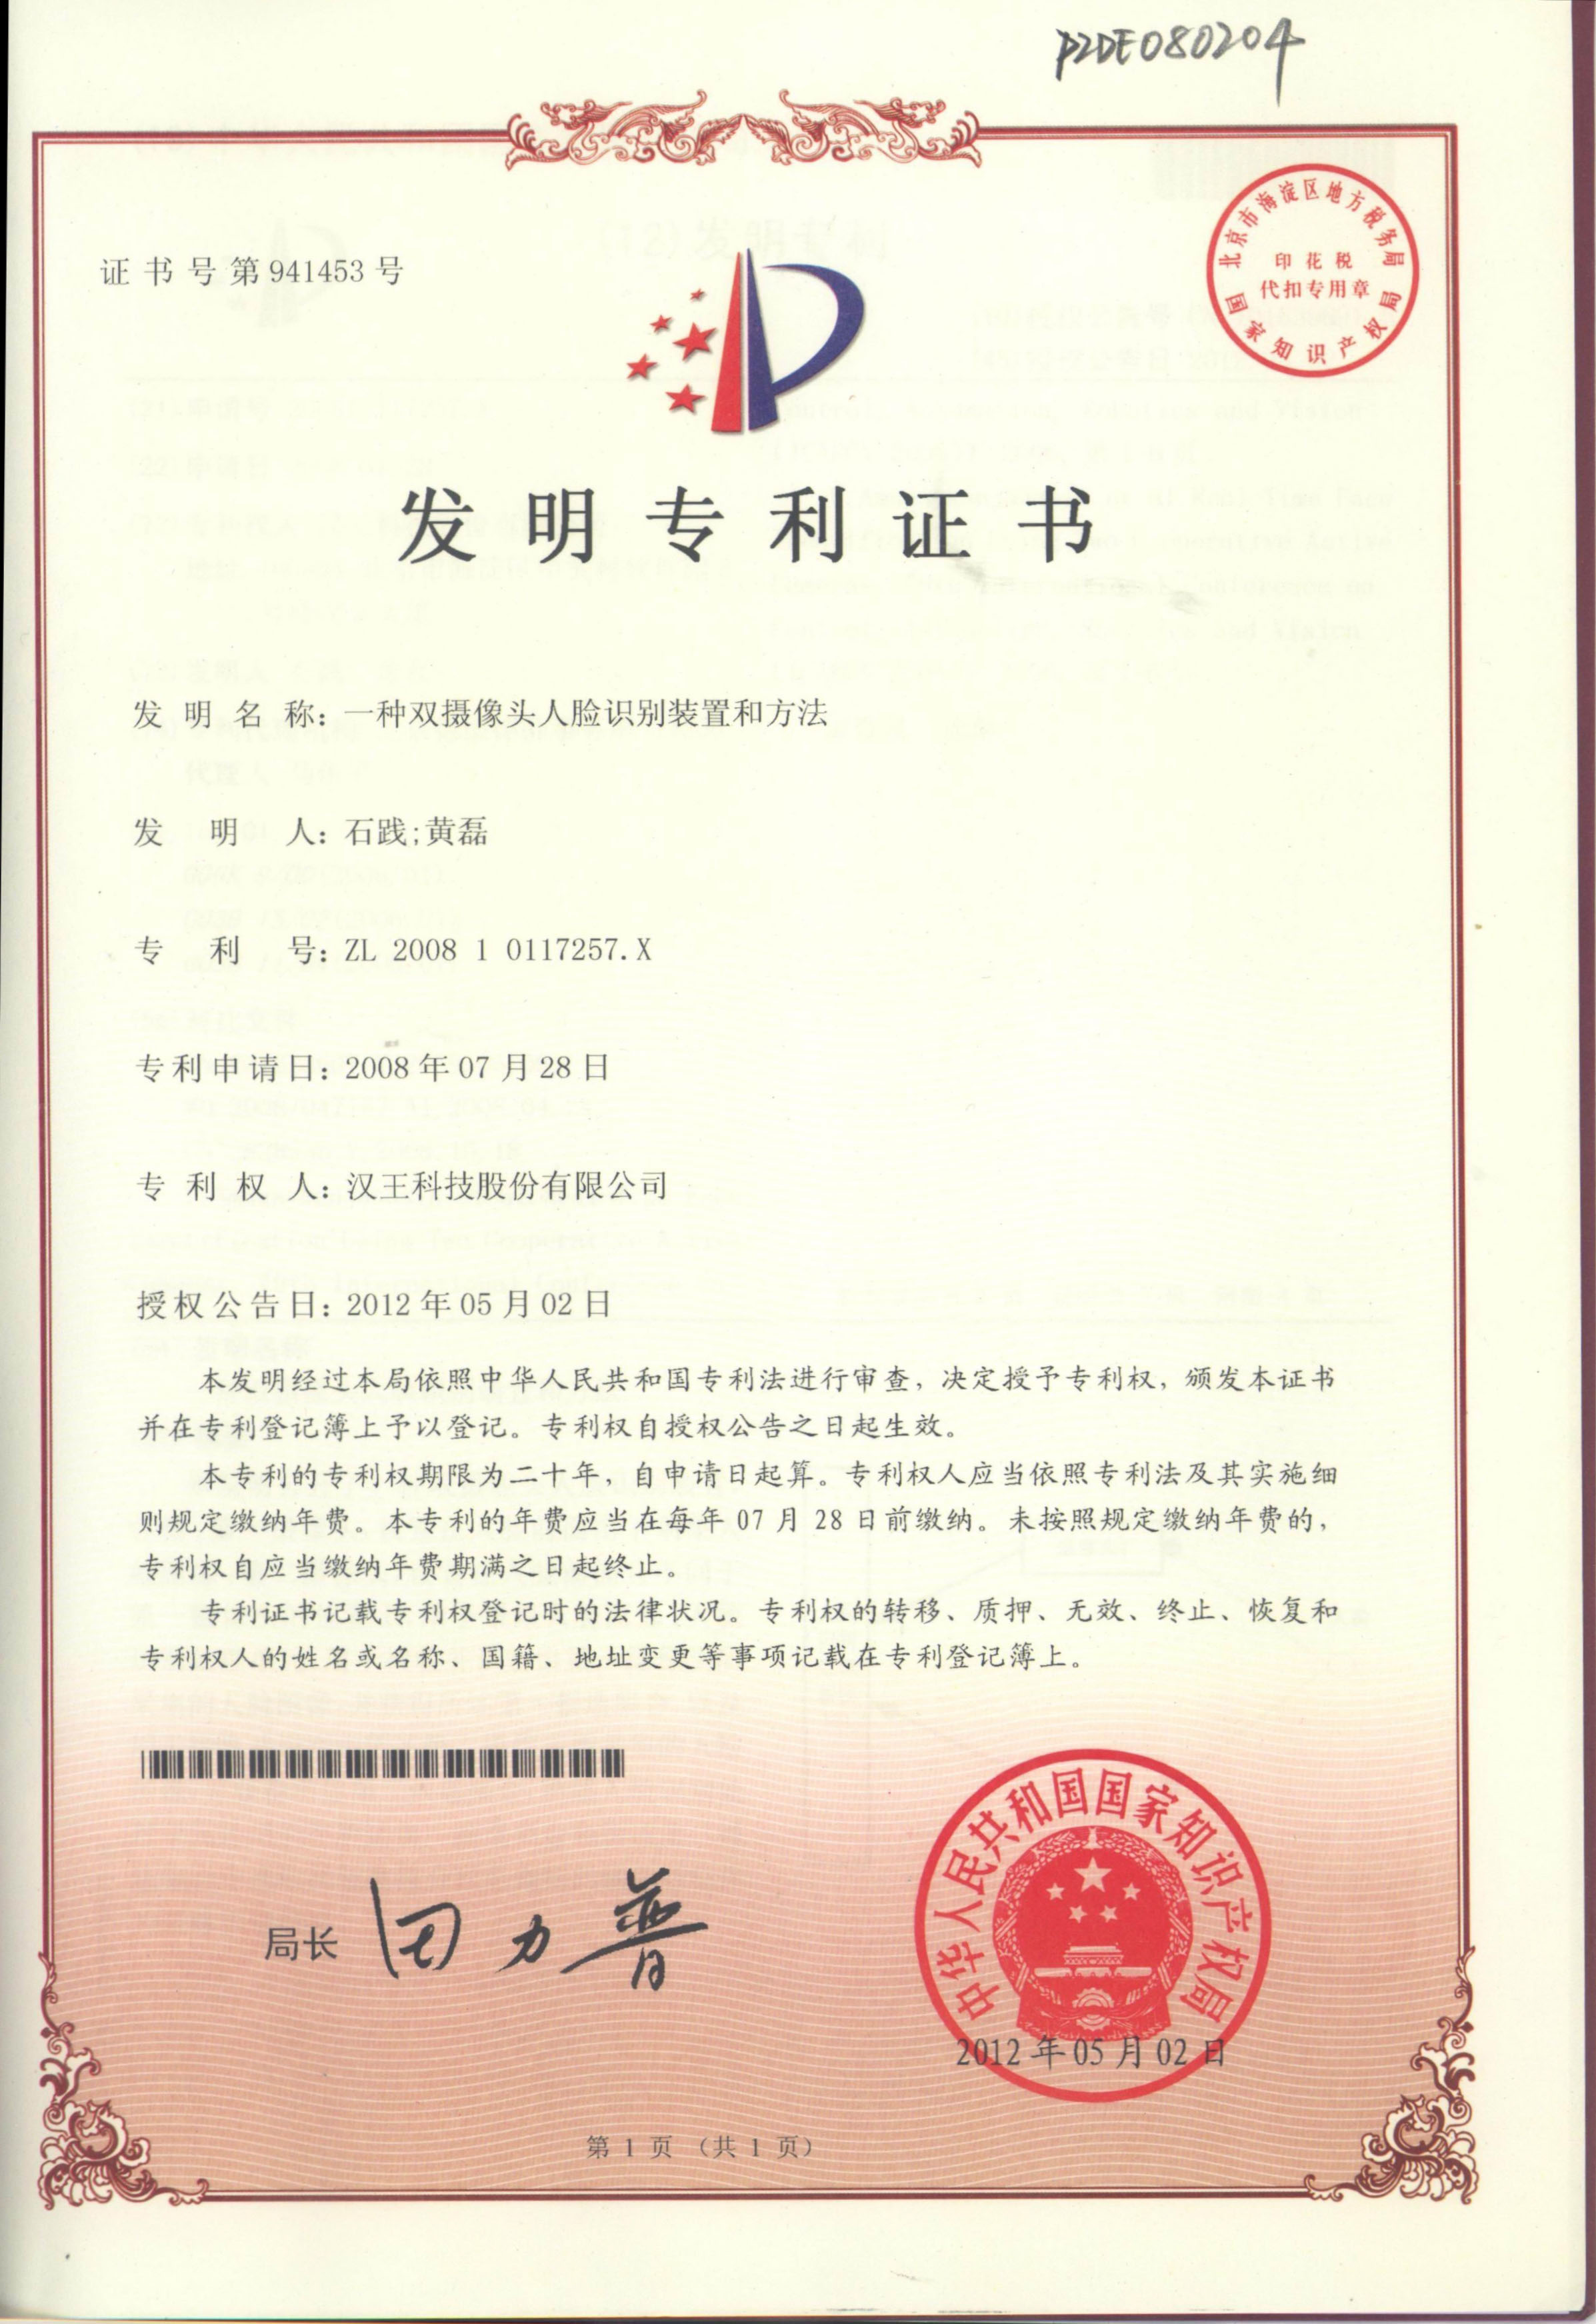 PZDE080204
证书号第941453号
北京市海淀区地方税务局
印花税
代扣专用章
国家知识产权局
发明专利证书
发明名称：一种双摄像头人脸识别装置和方法
发明人：石践;黄磊
专利号：ZL 2008 1 0117257.X
专利申请日：2008年07月28日
专利权人：汉王科技股份有限公司
授权公告日：2012年05月02日
本发明经过本局依照中华人民共和国专利法进行审查，决定授予专利权，颁发本证书
并在专利登记簿上予以登记。专利权自授权公告之日起生效。
本专利的专利权期限为二十年，自申请日起算。专利权人应当依照专利法及其实施细
则规定缴纳年费。本专利的年费应当在每年07月28日前缴纳。未按照规定缴纳年费的，
专利权自应当缴纳年费期满之日起终止。
专利证书记载专利权登记时的法律状况。专利权的转移、质押、无效、终止、恢复和
专利权人的姓名或名称、国籍、地址变更等事项记载在专利登记簿上。
局长 田力普
中华人民共和国国家知识产权局
2012年05月02日
第1页（共1页）